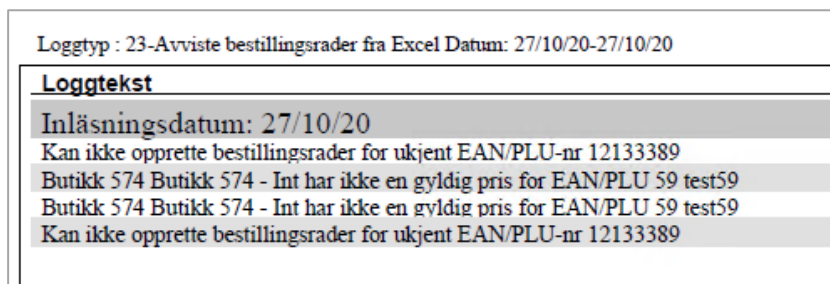 Loggtyp : 23-Avviste bestillingsrader fra Excel Datum: 27/10/20-27/10/20
Loggtekst
Inläsningsdatum: 27/10/20
Kan ikke opprette bestillingsrader for ukjent EAN/PLU-nr 12133389
Butikk 574 Butikk 574 - Int har ikke en gyldig pris for EAN/PLU 59 test59
Butikk 574 Butikk 574 - Int har ikke en gyldig pris for EAN/PLU 59 test59
Kan ikke opprette bestillingsrader for ukjent EAN/PLU-nr 12133389